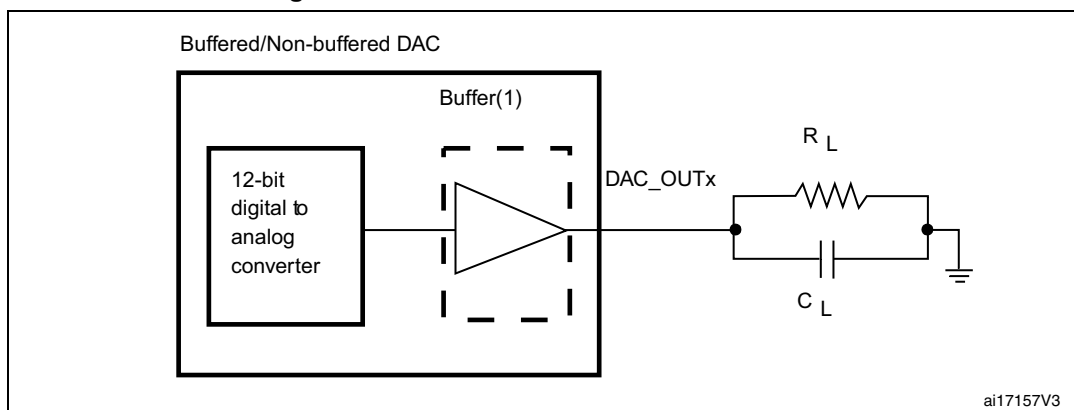 Buffered/Non-buffered DAC
Buffer(1)
12-bit
digital to
analog
converter
DAC_OUTx
R L
C L
ai17157V3